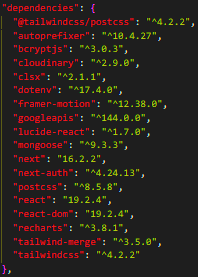 "dependencies": {
"@tailwindcss/postcss": "^4.2.2",
"autoprefixer": "^10.4.27",
"bcryptjs": "^3.0.3",
"cloudinary": "^2.9.0",
"clsx": "^2.1.1",
"dotenv": "^17.4.0",
"framer-motion": "^12.38.0",
"googleapis": "^144.0.0",
"lucide-react": "^1.7.0",
"mongoose": "^9.3.3",
"next": "16.2.2",
"next-auth": "^4.24.13",
"postcss": "^8.5.8",
"react": "19.2.4",
"react-dom": "19.2.4",
"recharts": "^3.8.1",
"tailwind-merge": "^3.5.0",
"tailwindcss": "^4.2.2"
},